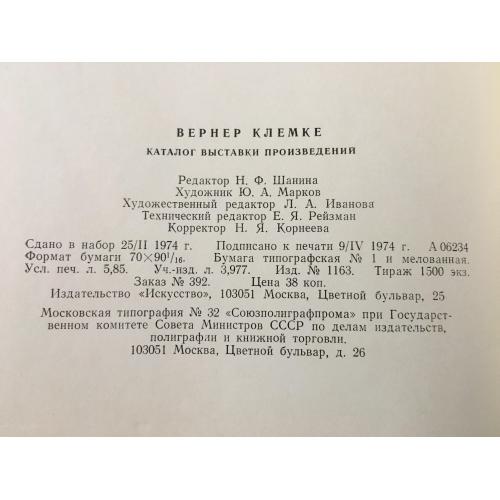 ВЕРНЕР КЛЕМКЕ
КАТАЛОГ ВЫСТАВКИ ПРОИЗВЕДЕНИЙ
Редактор Н. Ф. Шанина
Художник Ю. А. Марков
Художественный редактор Л. А. Иванова
Технический редактор Е. Я. Рейзман
Корректор Н. Я. Корнеева
Сдано в набор 25/II 1974 г. Подписано к печати 9/IV 1974 г. А 06234
Формат бумаги 70×90¹/₁₆. Бумага типографская № 1 и мелованная.
Усл. печ. л. 5,85. Уч.-изд. л. 3,977. Изд. № 1163. Тираж 1500 экз.
Заказ № 392. Цена 38 коп.
Издательство «Искусство», 103051 Москва, Цветной бульвар, 25
Московская типография № 32 «Союзполиграфпрома» при Государст-
венном комитете Совета Министров СССР по делам издательств,
полиграфии и книжной торговли.
103051 Москва, Цветной бульвар, д. 26